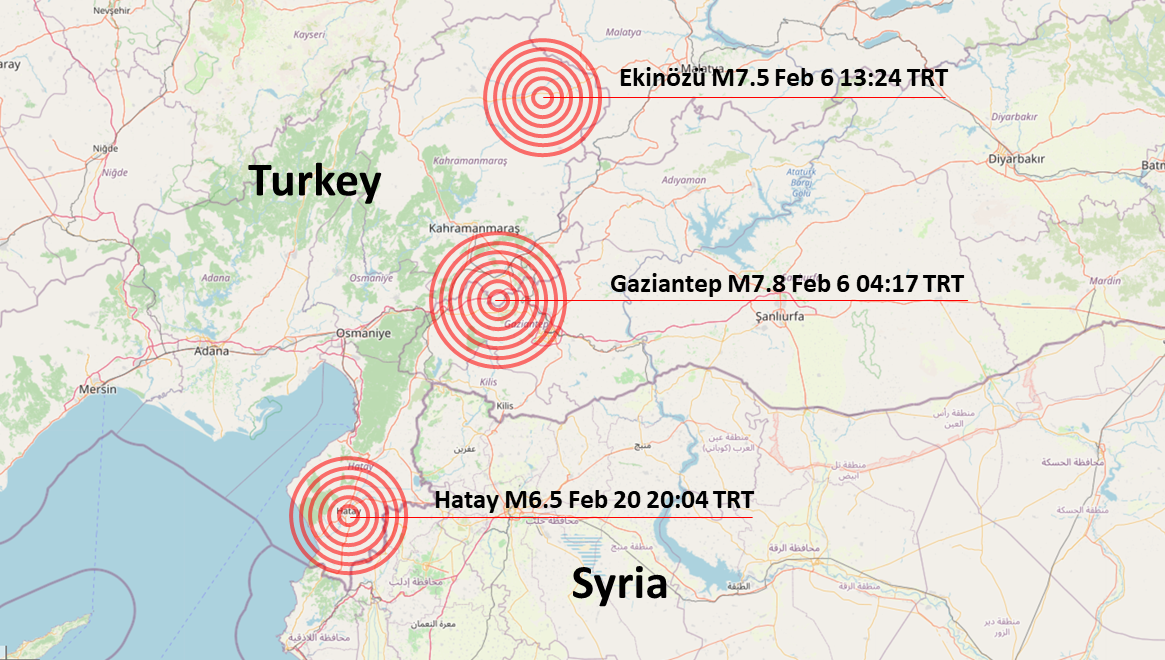 Nevşehir
Kayseri
Malatya
Malatya
Ekinözü M7.5 Feb 6 13:24 TRT
aray
Diyarbakır
Niğde
Diyarbakır
Batm
Niğde
Kahramanmaraş
Adıyaman
Atatürk
Baraj
Gölü
Turkey
Kahramanmaraş
Adana
Osmaniye
Gaziantep M7.8 Feb 6 04:17 TRT
Mardin
Şanlıurfa
Gaziantep
Osmaniye
Adana
Mersin
Kilis
Kilis
منطقة رأس
العين
عفرين
منبج
منطقة عين
العرب (كوباني)
منطقة تل
أبيض
محافظة الحسكة
Hatay
Hatay M6.5 Feb 20 20:04 TRT
Hatay
منطقة الحسكة
محافظة حلب
منطقة منبج
محافظة الرقة
Syria
محافظة إدلب
الطبقة
منطقة الرقة
معرة النعمان
محافظة اللاذقية
منطقة دير
الزور